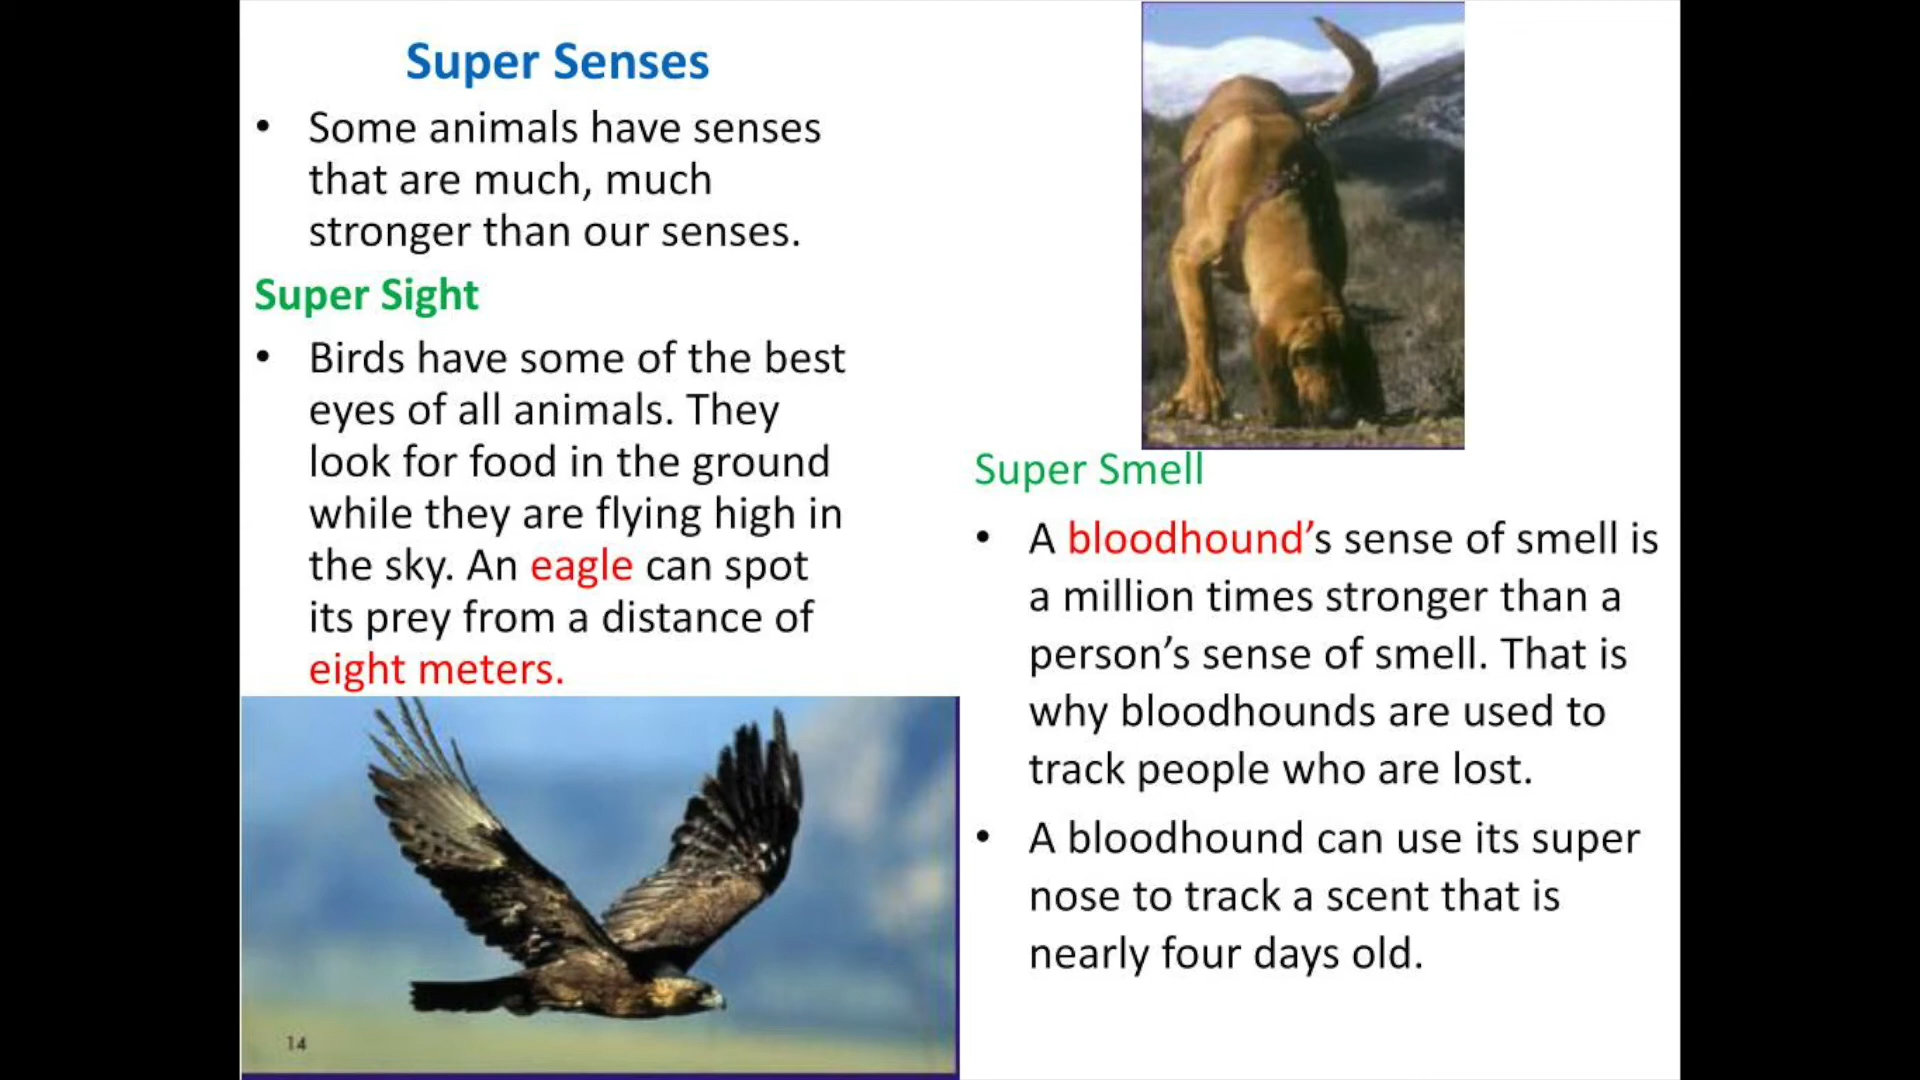 Super Senses
• Some animals have senses
that are much, much
stronger than our senses.
Super Sight
• Birds have some of the best
eyes of all animals. They
look for food in the ground
while they are flying high in
the sky. An eagle can spot
its prey from a distance of
eight meters.
14
Super Smell
• A bloodhound’s sense of smell is
a million times stronger than a
person’s sense of smell. That is
why bloodhounds are used to
track people who are lost.
• A bloodhound can use its super
nose to track a scent that is
nearly four days old.